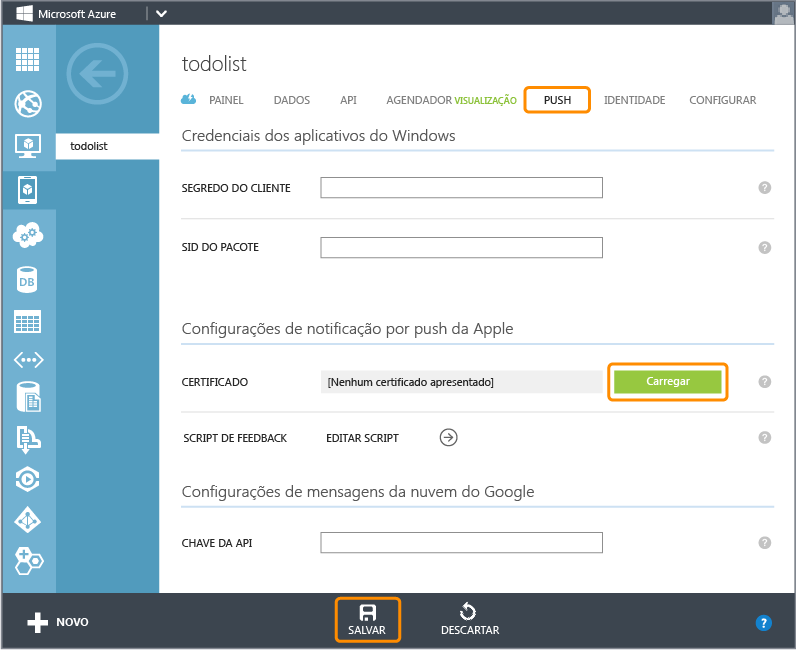 Microsoft Azure
todolist
todolist
PAINEL DADOS API AGENDADOR VISUALIZAÇÃO PUSH IDENTIDADE CONFIGURAR
Credenciais dos aplicativos do Windows
SEGREDO DO CLIENTE ?
SID DO PACOTE ?
Configurações de notificação por push da Apple
CERTIFICADO [Nenhum certificado apresentado] Carregar ?
SCRIPT DE FEEDBACK EDITAR SCRIPT ?
Configurações de mensagens da nuvem do Google
CHAVE DA API ?
DB
NOVO SALVAR DESCARTAR ?